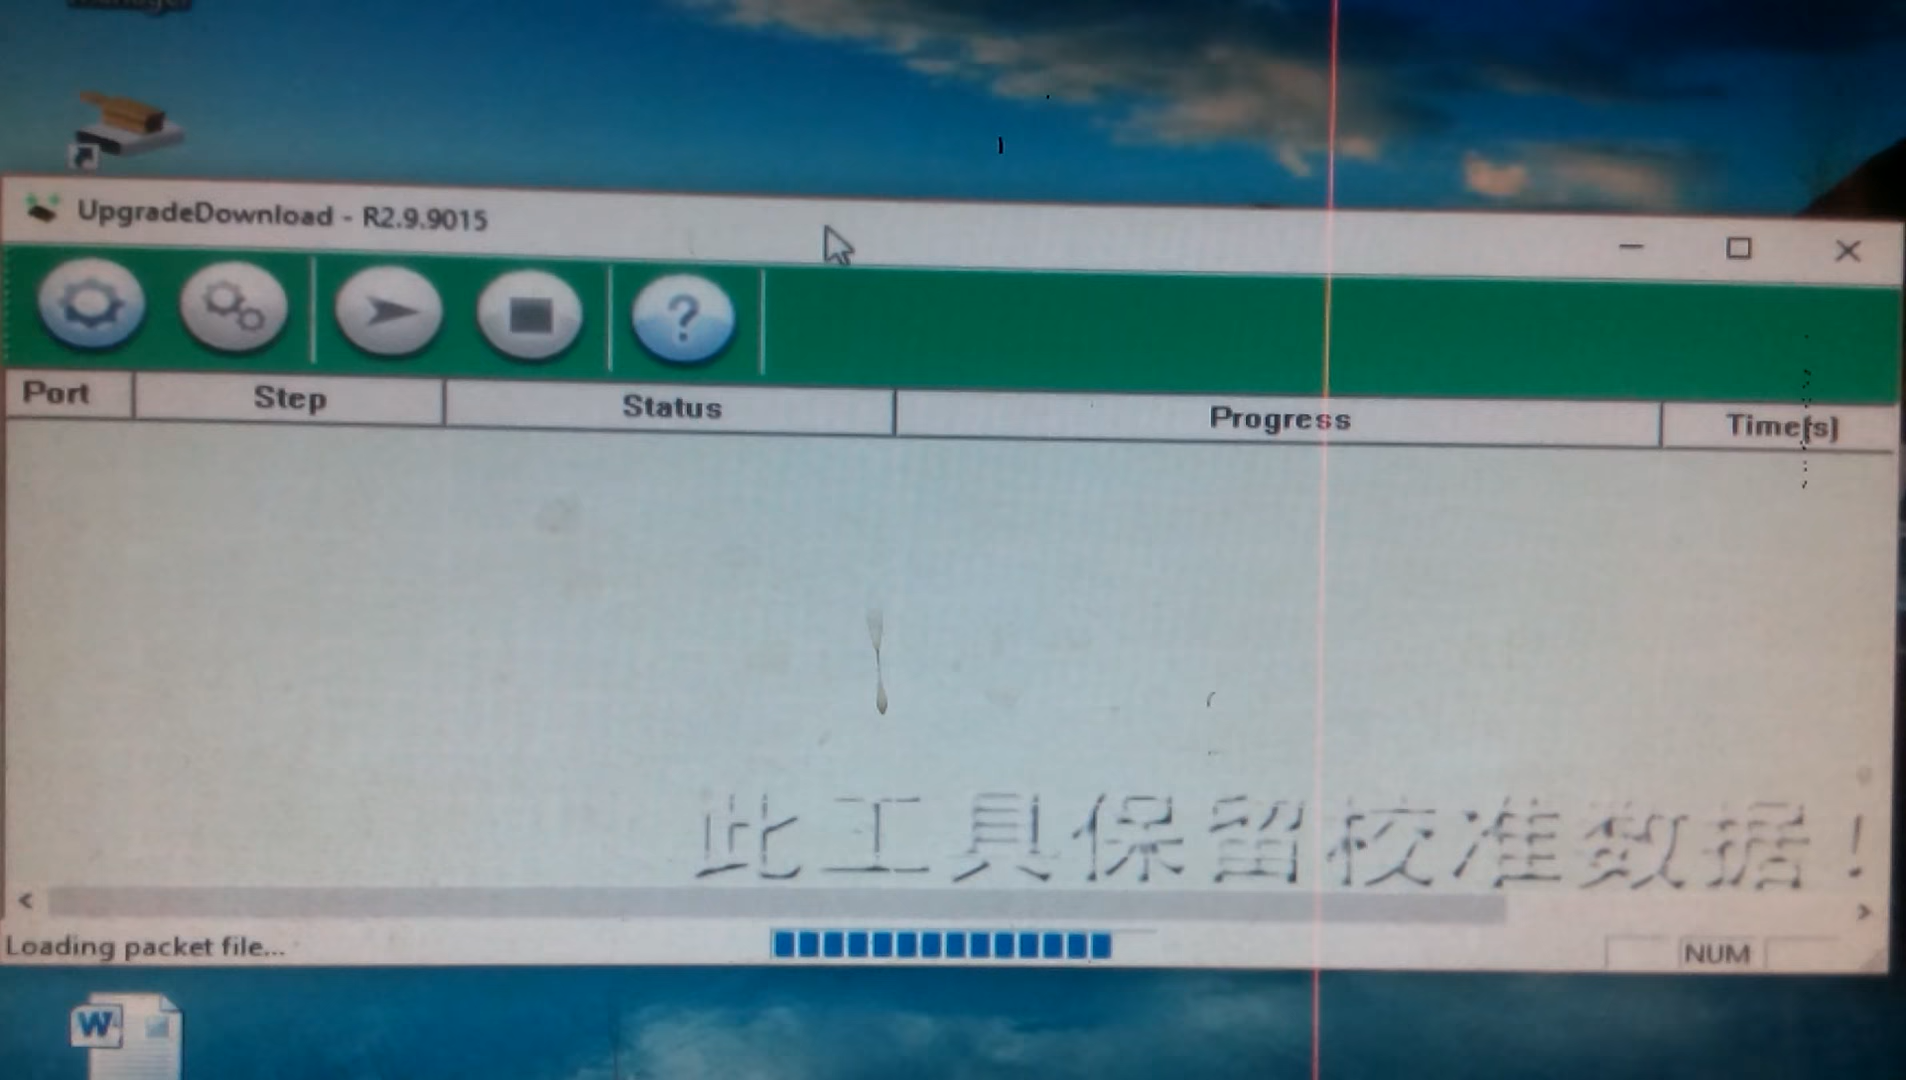 UpgradeDownload - R2.9.9015
?
Port Step Status Progress Time(s)
此工具保留校准数据！
Loading packet file... NUM
W